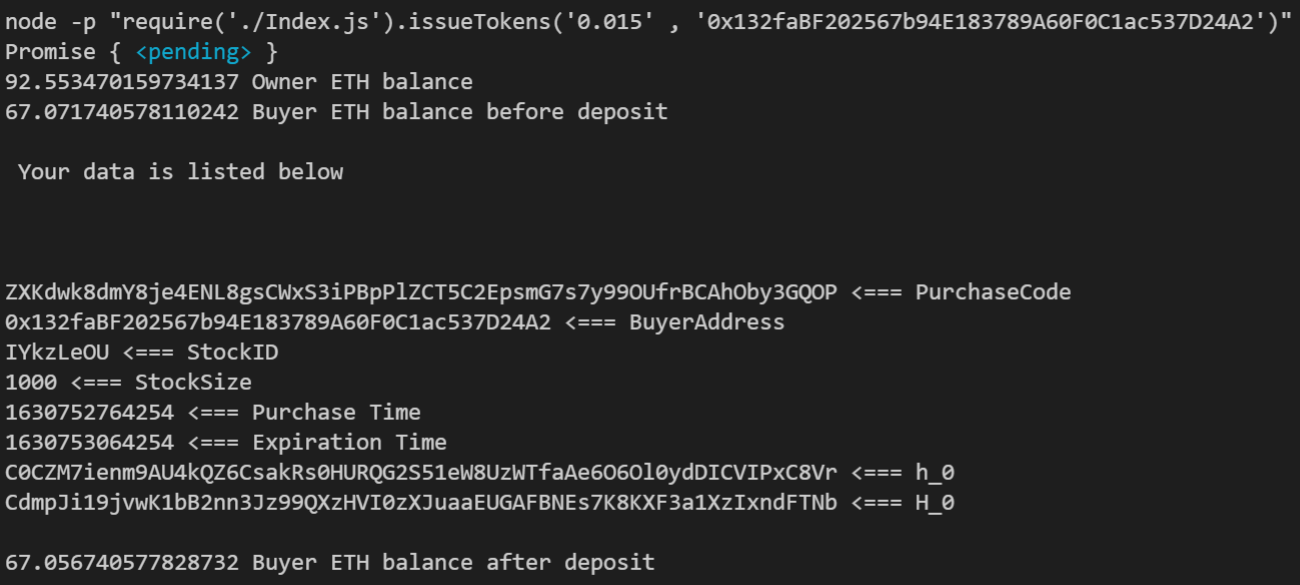 node -p "require('./Index.js').issueTokens('0.015' , '0x132faBF202567b94E183789A60F0C1ac537D24A2')"
Promise { <pending> }
92.553470159734137 Owner ETH balance
67.071740578110242 Buyer ETH balance before deposit
Your data is listed below
ZXKdwk8dmY8je4ENL8gsCWxS3iPBpPlZCT5C2EpsmG7s7y99OUfrBCAhOby3GQOP <=== PurchaseCode
0x132faBF202567b94E183789A60F0C1ac537D24A2 <=== BuyerAddress
IYkzLeOU <=== StockID
1000 <=== StockSize
1630752764254 <=== Purchase Time
1630753064254 <=== Expiration Time
C0CZM7ienm9AU4kQZ6CsakRs0HURQG2S51eW8UzWTfaAe6O6Ol0ydDICVIPxC8Vr <=== h_0
CdmpJi19jvwK1bB2nn3Jz99QXzHVI0zXJuaaEUGAFBNEs7K8KXF3a1XzIxndFTNb <=== H_0
67.056740577828732 Buyer ETH balance after deposit